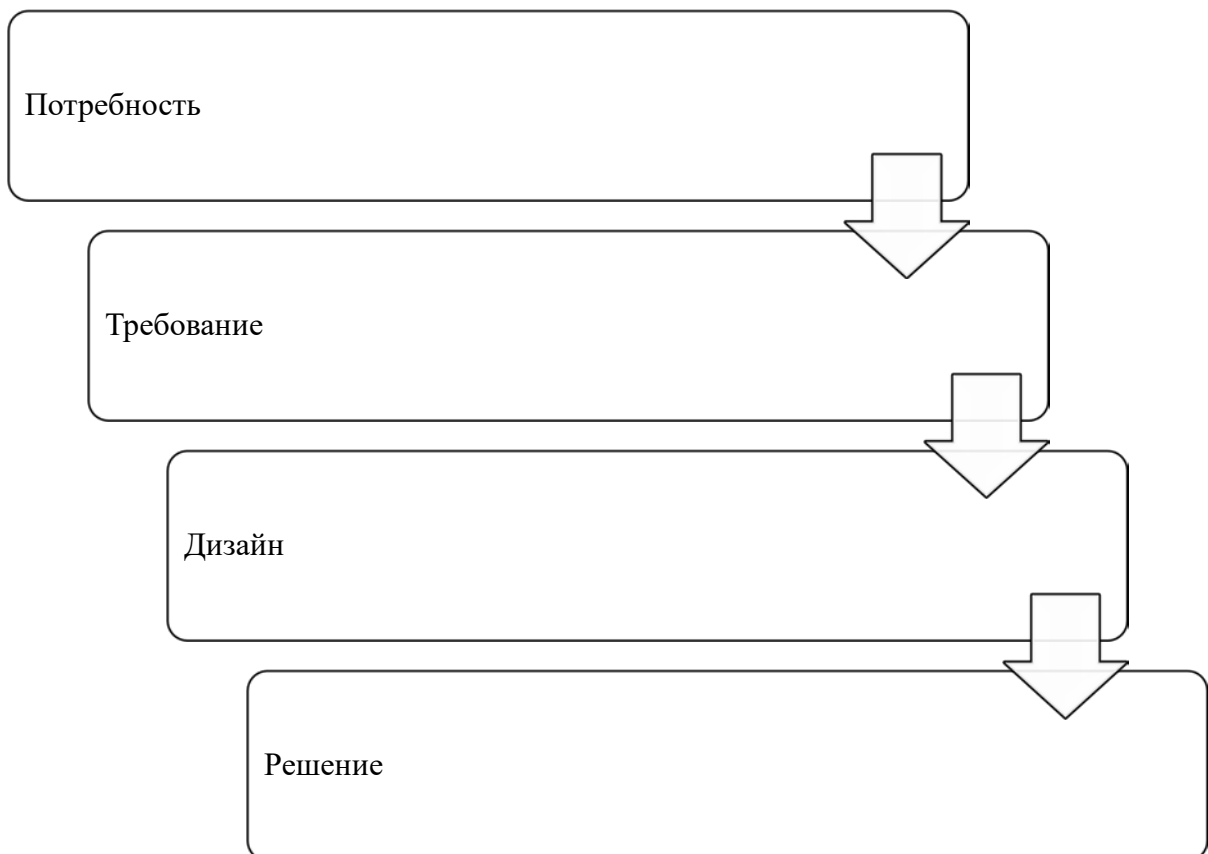 Потребность
Требование
Дизайн
Решение